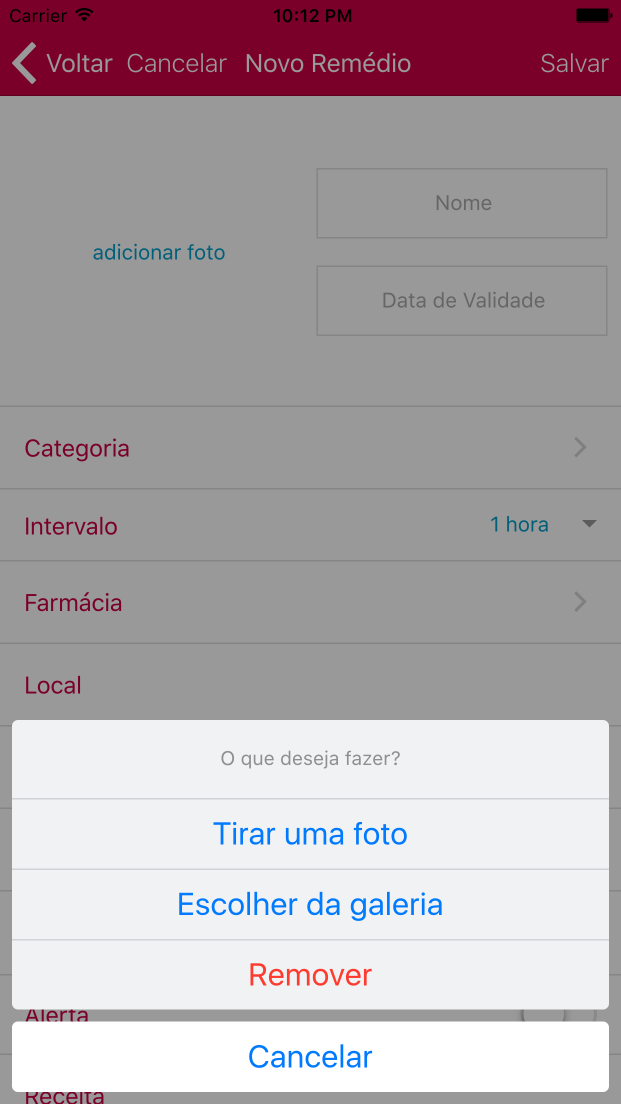 Carrier 10:12 PM
Voltar Cancelar Novo Remédio Salvar
Nome
adicionar foto
Data de Validade
Categoria
Intervalo 1 hora
Farmácia
Local
O que deseja fazer?
Tirar uma foto
Escolher da galeria
Remover
Alerta
Cancelar
Receita